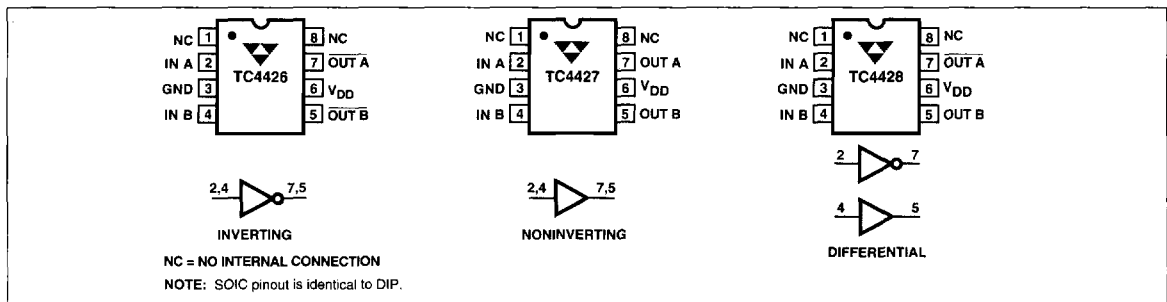 NC 1 8 NC
IN A 2 7 OUT A
TC4426
GND 3 6 VDD
IN B 4 5 OUT B
2,4 7,5
INVERTING
NC = NO INTERNAL CONNECTION
NOTE: SOIC pinout is identical to DIP.
NC 1 8 NC
IN A 2 7 OUT A
TC4427
GND 3 6 VDD
IN B 4 5 OUT B
2,4 7,5
NONINVERTING
NC 1 8 NC
IN A 2 7 OUT A
TC4428
GND 3 6 VDD
IN B 4 5 OUT B
2 7
4 5
DIFFERENTIAL